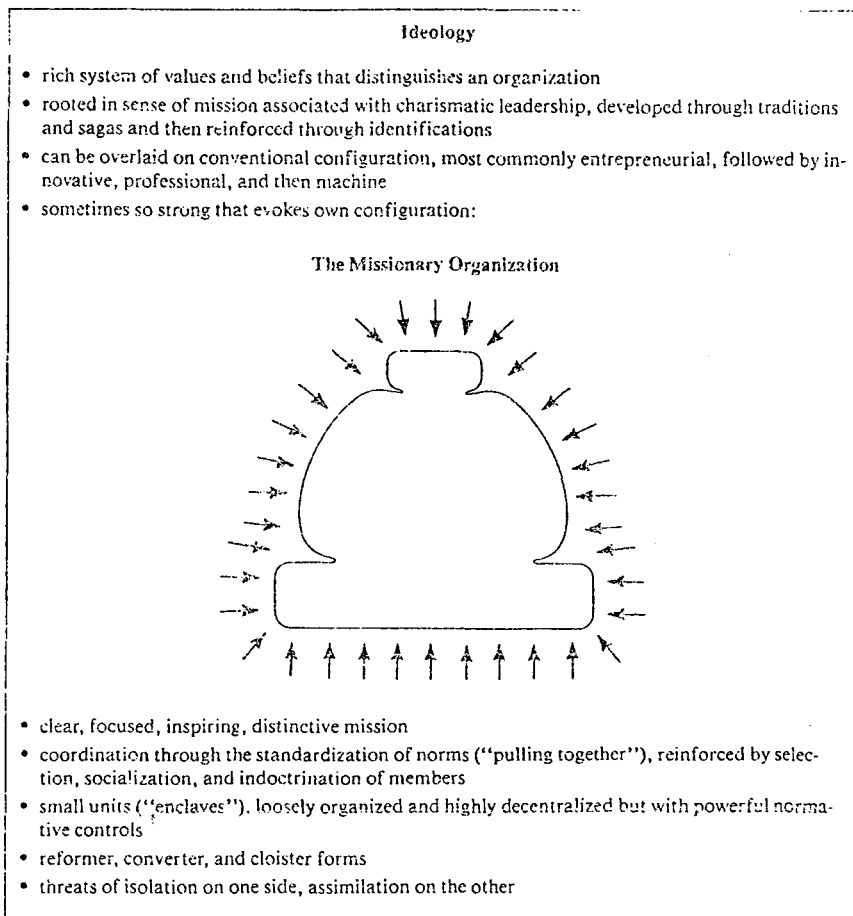 Ideology
• rich system of values and beliefs that distinguishes an organization
• rooted in sense of mission associated with charismatic leadership, developed through traditions
and sagas and then reinforced through identifications
• can be overlaid on conventional configuration, most commonly entrepreneurial, followed by in-
novative, professional, and then machine
• sometimes so strong that evokes own configuration:
The Missionary Organization
• clear, focused, inspiring, distinctive mission
• coordination through the standardization of norms (“pulling together”), reinforced by selec-
tion, socialization, and indoctrination of members
• small units (“enclaves”), loosely organized and highly decentralized but with powerful norma-
tive controls
• reformer, converter, and cloister forms
• threats of isolation on one side, assimilation on the other